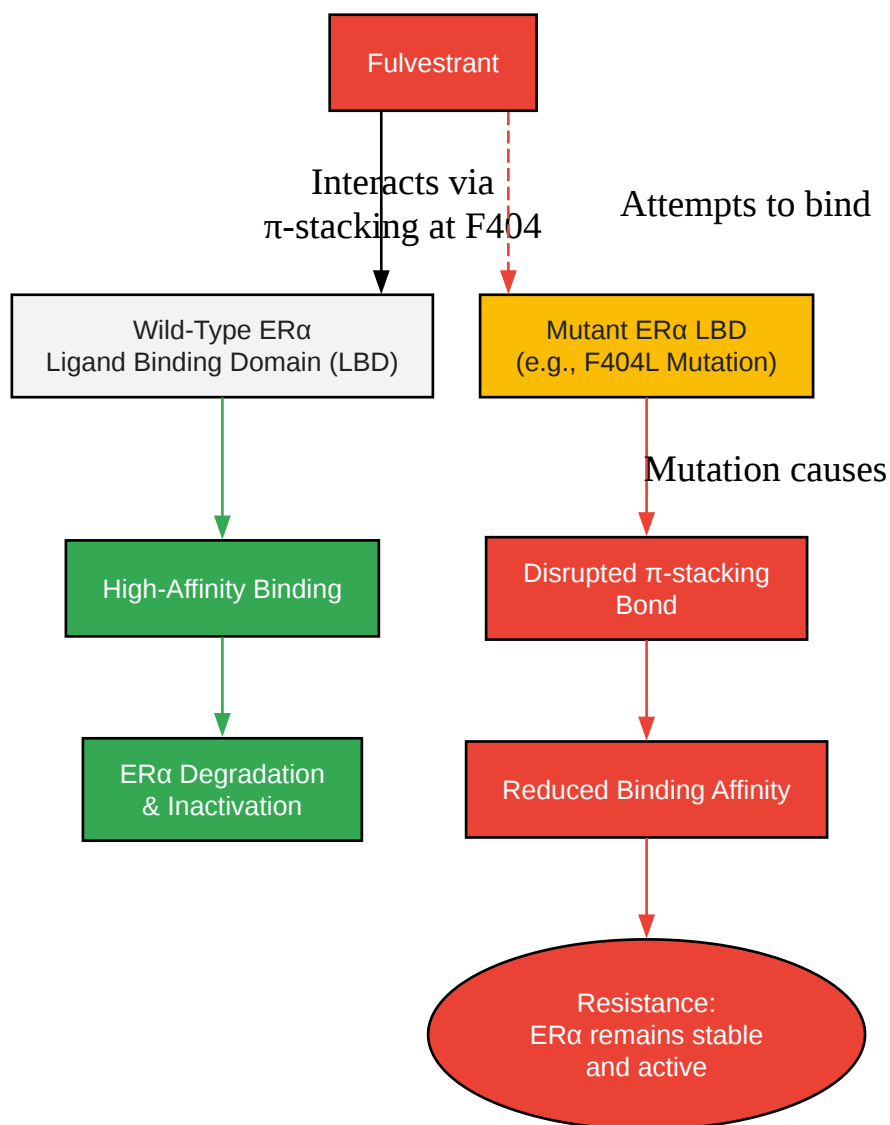 Fulvestrant
Interacts via
π-stacking at F404
Attempts to bind
Wild-Type ERα
Ligand Binding Domain (LBD)
Mutant ERα LBD
(e.g., F404L Mutation)
Mutation causes
High-Affinity Binding
Disrupted π-stacking
Bond
ERα Degradation
& Inactivation
Reduced Binding Affinity
Resistance:
ERα remains stable
and active